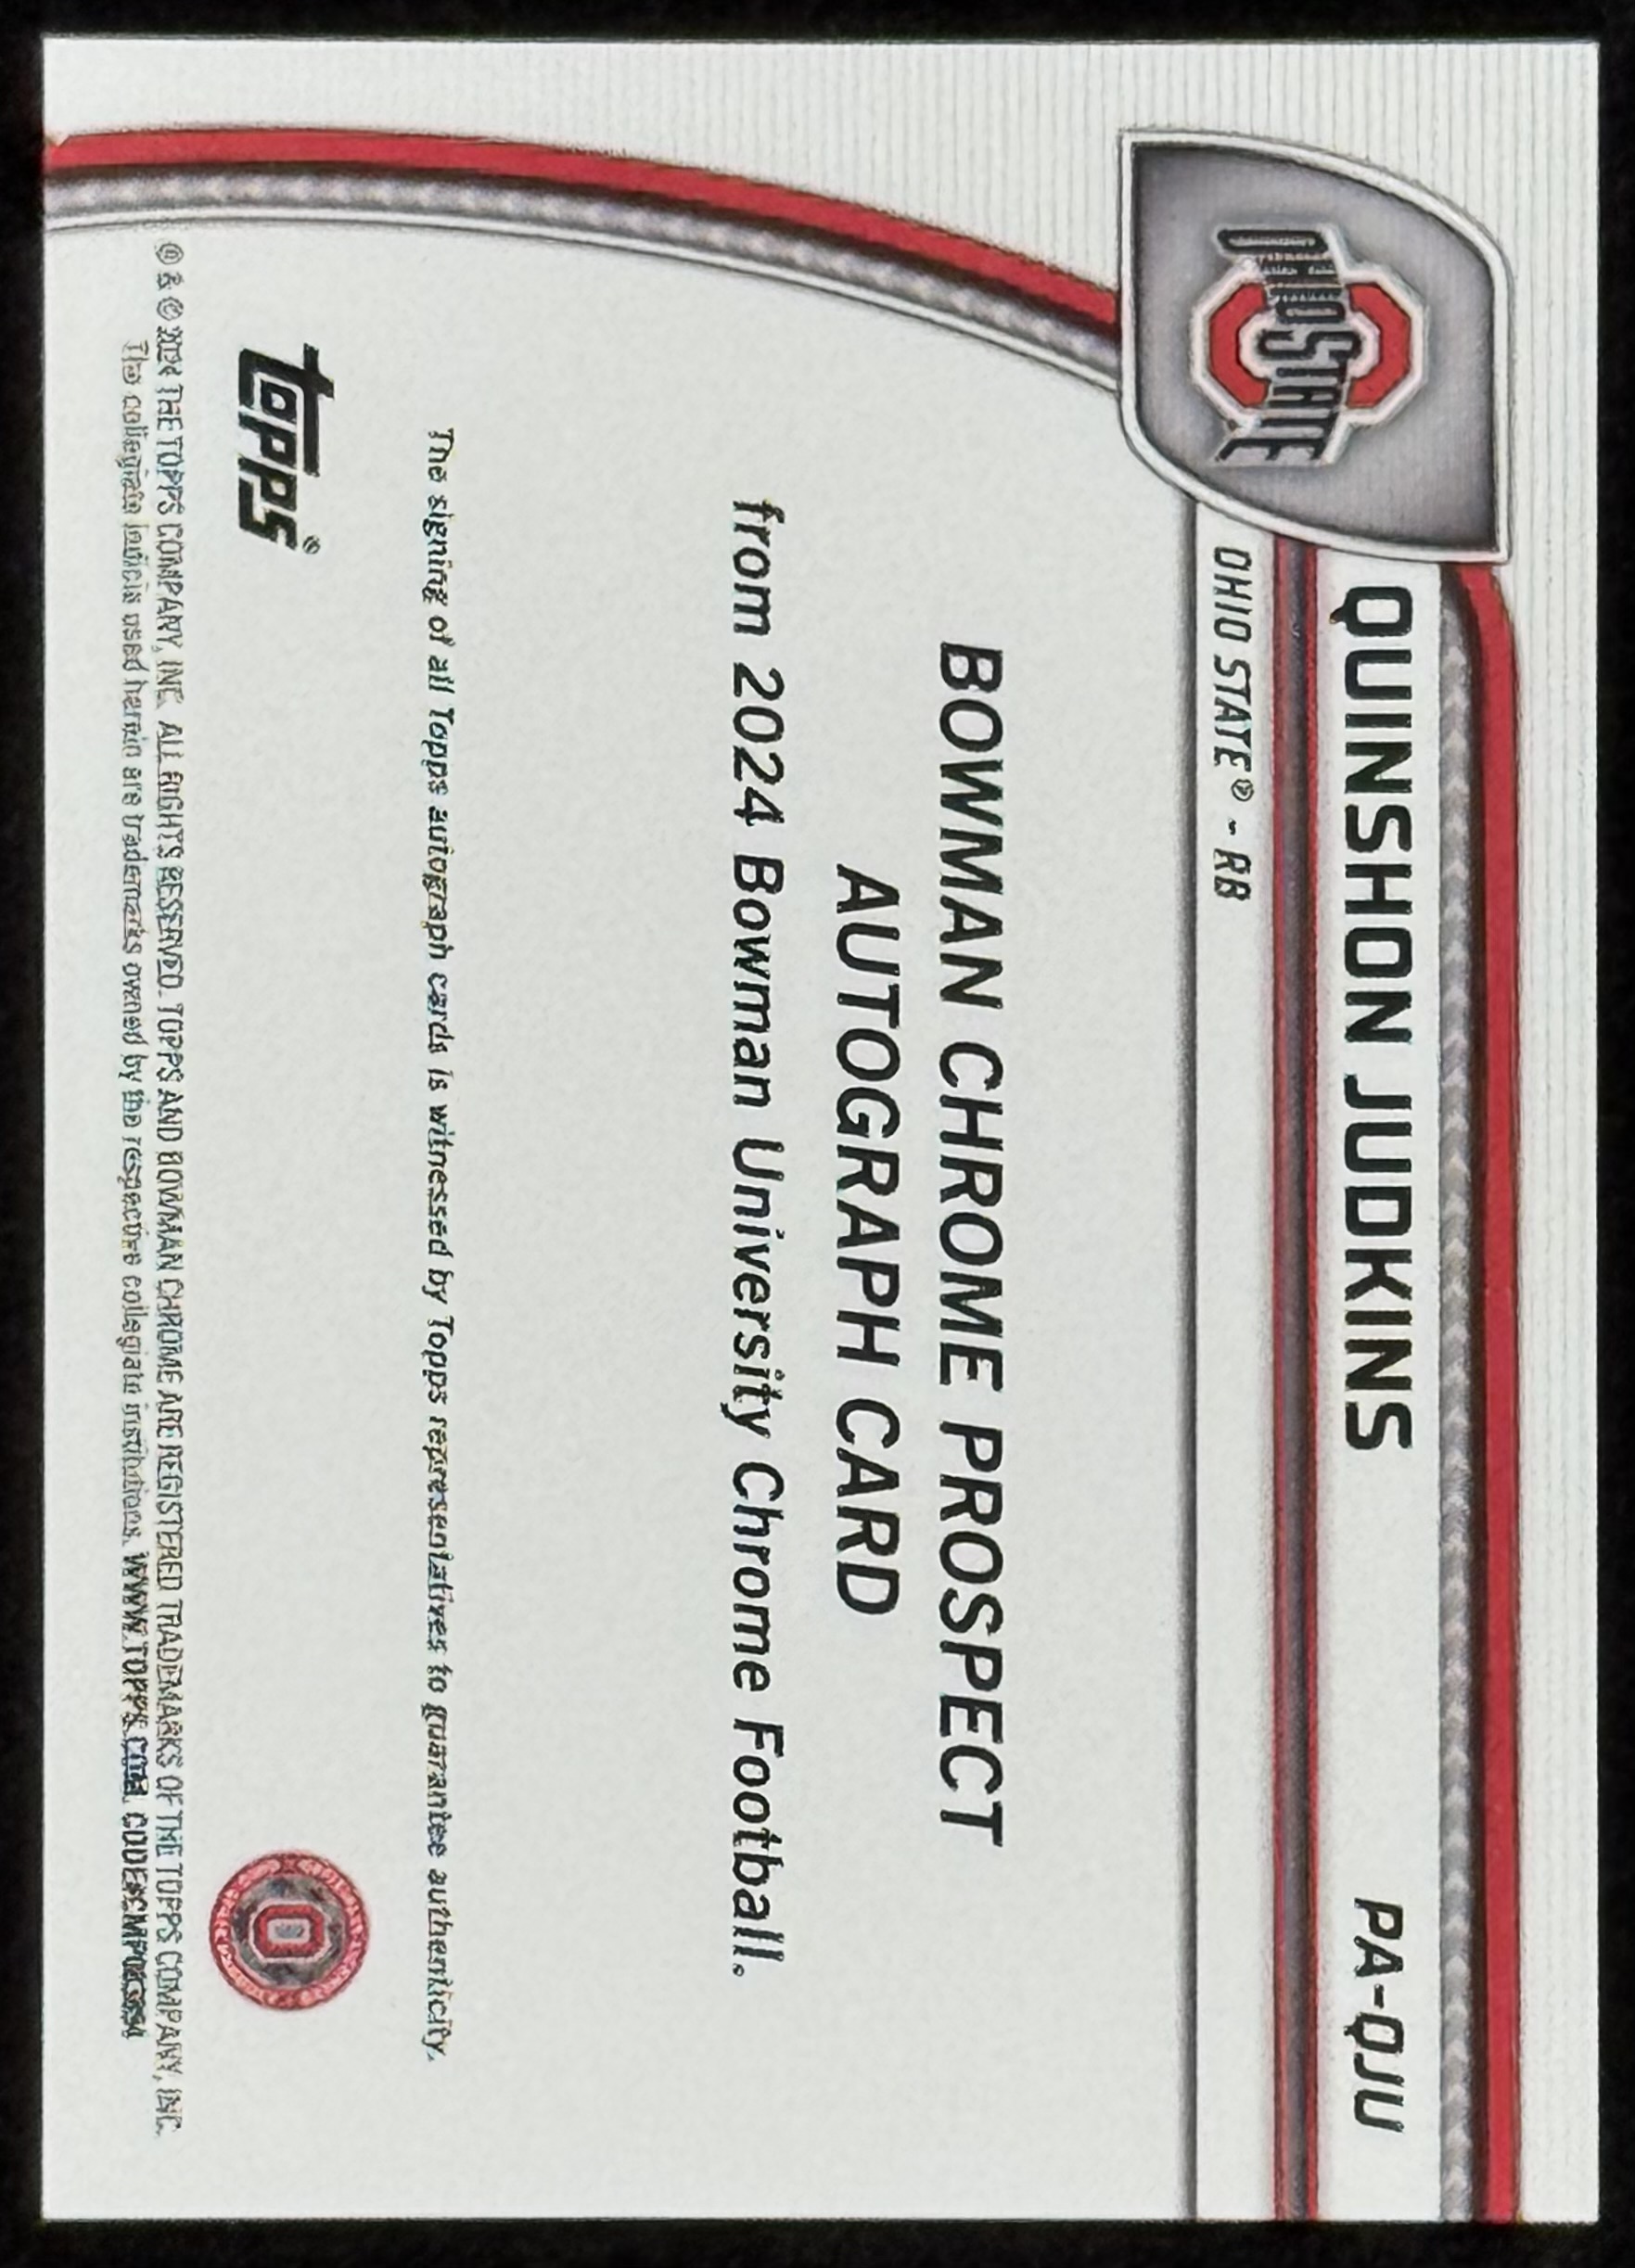 OHIO STATE
QUINSHON JUDKINS PA-QJU
OHIO STATE® - RB
BOWMAN CHROME PROSPECT
AUTOGRAPH CARD
from 2024 Bowman University Chrome Football.
The signing of all Topps autograph cards is witnessed by Topps representatives to guarantee authenticity.
topps®
® & © 2024 THE TOPPS COMPANY, INC. ALL RIGHTS RESERVED. TOPPS AND BOWMAN CHROME ARE REGISTERED TRADEMARKS OF THE TOPPS COMPANY, INC.
The collegiate indicia used herein are trademarks owned by the respective collegiate institutions. WWW.TOPPS.COM.